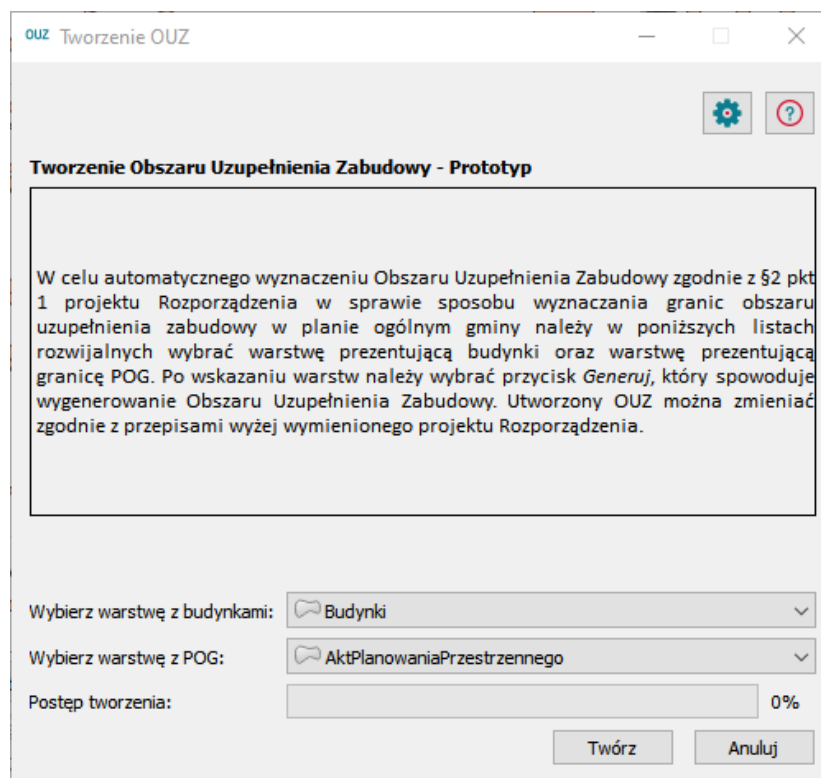 OUZ Tworzenie OUZ
?
Tworzenie Obszaru Uzupełnienia Zabudowy - Prototyp
W celu automatycznego wyznaczeniu Obszaru Uzupełnienia Zabudowy zgodnie z §2 pkt
1 projektu Rozporządzenia w sprawie sposobu wyznaczania granic obszaru
uzupełnienia zabudowy w planie ogólnym gminy należy w poniższych listach
rozwijalnych wybrać warstwę prezentującą budynki oraz warstwę prezentującą
granicę POG. Po wskazaniu warstw należy wybrać przycisk Generuj, który spowoduje
wygenerowanie Obszaru Uzupełnienia Zabudowy. Utworzony OUZ można zmieniać
zgodnie z przepisami wyżej wymienionego projektu Rozporządzenia.
Wybierz warstwę z budynkami: Budynki
Wybierz warstwę z POG: AktPlanowaniaPrzestrzennego
Postęp tworzenia: 0%
Twórz Anuluj